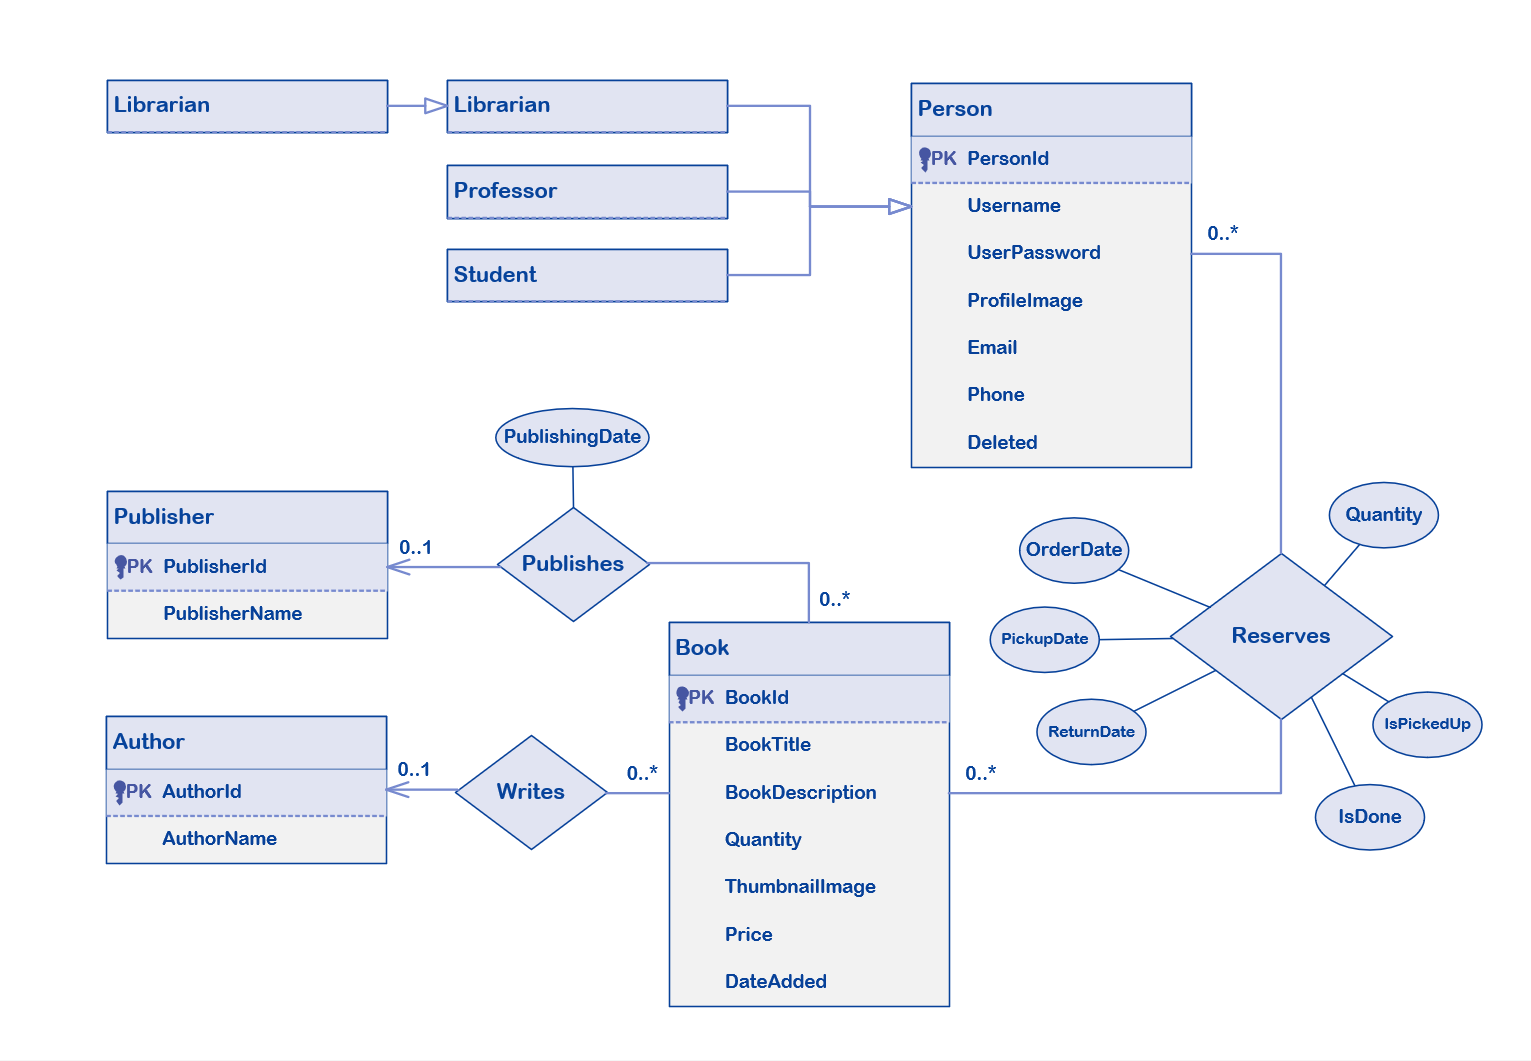 Librarian
Librarian
Professor
Student
Person
PK PersonId
Username
UserPassword
ProfileImage
Email
Phone
Deleted
0..*
PublishingDate
Publishes
Publisher
PK PublisherId
PublisherName
0..1
0..*
Author
PK AuthorId
AuthorName
0..1
Writes
0..*
Book
PK BookId
BookTitle
BookDescription
Quantity
ThumbnailImage
Price
DateAdded
0..*
Quantity
OrderDate
PickupDate
Reserves
ReturnDate
IsPickedUp
IsDone